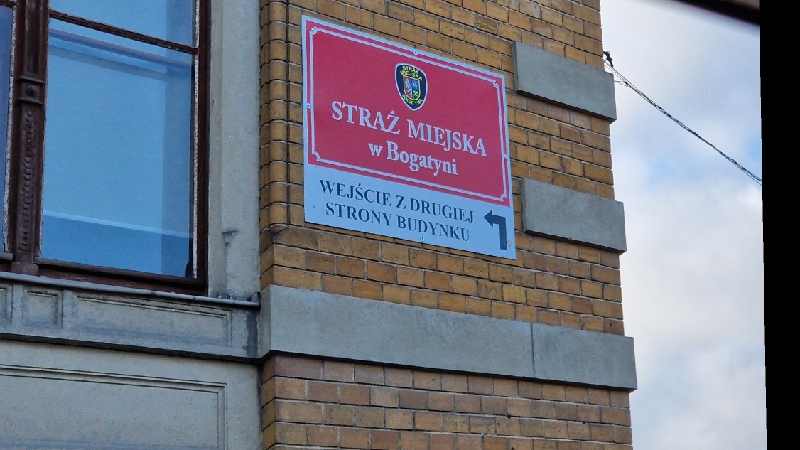 STRAŻ MIEJSKA
w Bogatyni
WEJŚCIE Z DRUGIEJ
STRONY BUDYNKU